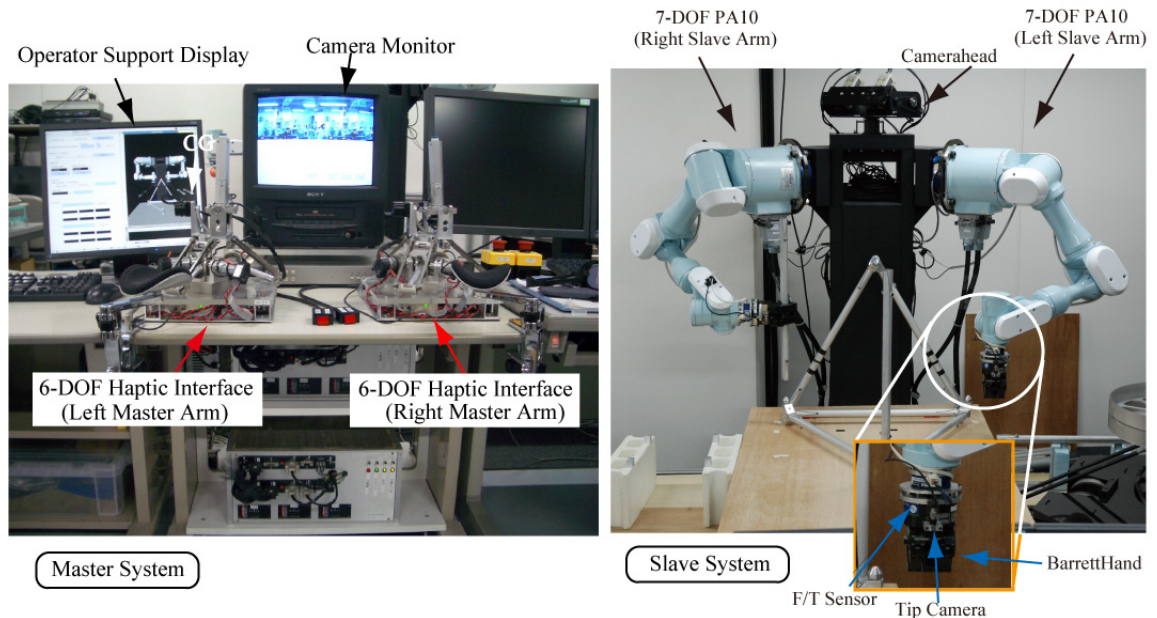 Operator Support Display
Camera Monitor
CG
SONY
6-DOF Haptic Interface
(Left Master Arm)
6-DOF Haptic Interface
(Right Master Arm)
Master System
7-DOF PA10
(Right Slave Arm)
Camerahead
7-DOF PA10
(Left Slave Arm)
BarrettHand
F/T Sensor
Tip Camera
Slave System